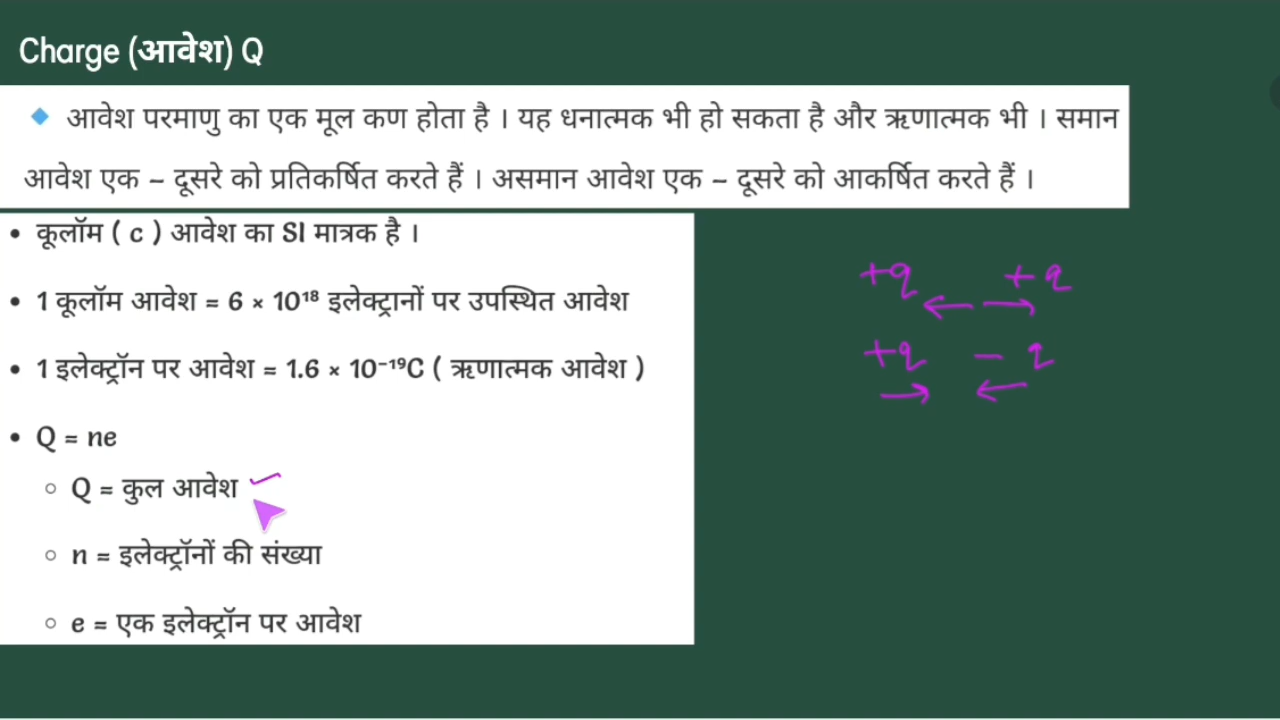 Charge (आवेश) Q
आवेश परमाणु का एक मूल कण होता है । यह धनात्मक भी हो सकता है और ऋणात्मक भी । समान
आवेश एक – दूसरे को प्रतिकर्षित करते हैं । असमान आवेश एक – दूसरे को आकर्षित करते हैं ।
• कूलॉम ( c ) आवेश का SI मात्रक है ।
• 1 कूलॉम आवेश = 6 × 10¹⁸ इलेक्ट्रानों पर उपस्थित आवेश
• 1 इलेक्ट्रॉन पर आवेश = 1.6 × 10⁻¹⁹C ( ऋणात्मक आवेश )
• Q = ne
○ Q = कुल आवेश
○ n = इलेक्ट्रॉनों की संख्या
○ e = एक इलेक्ट्रॉन पर आवेश
+q +q
← →
+q - q
→ ←